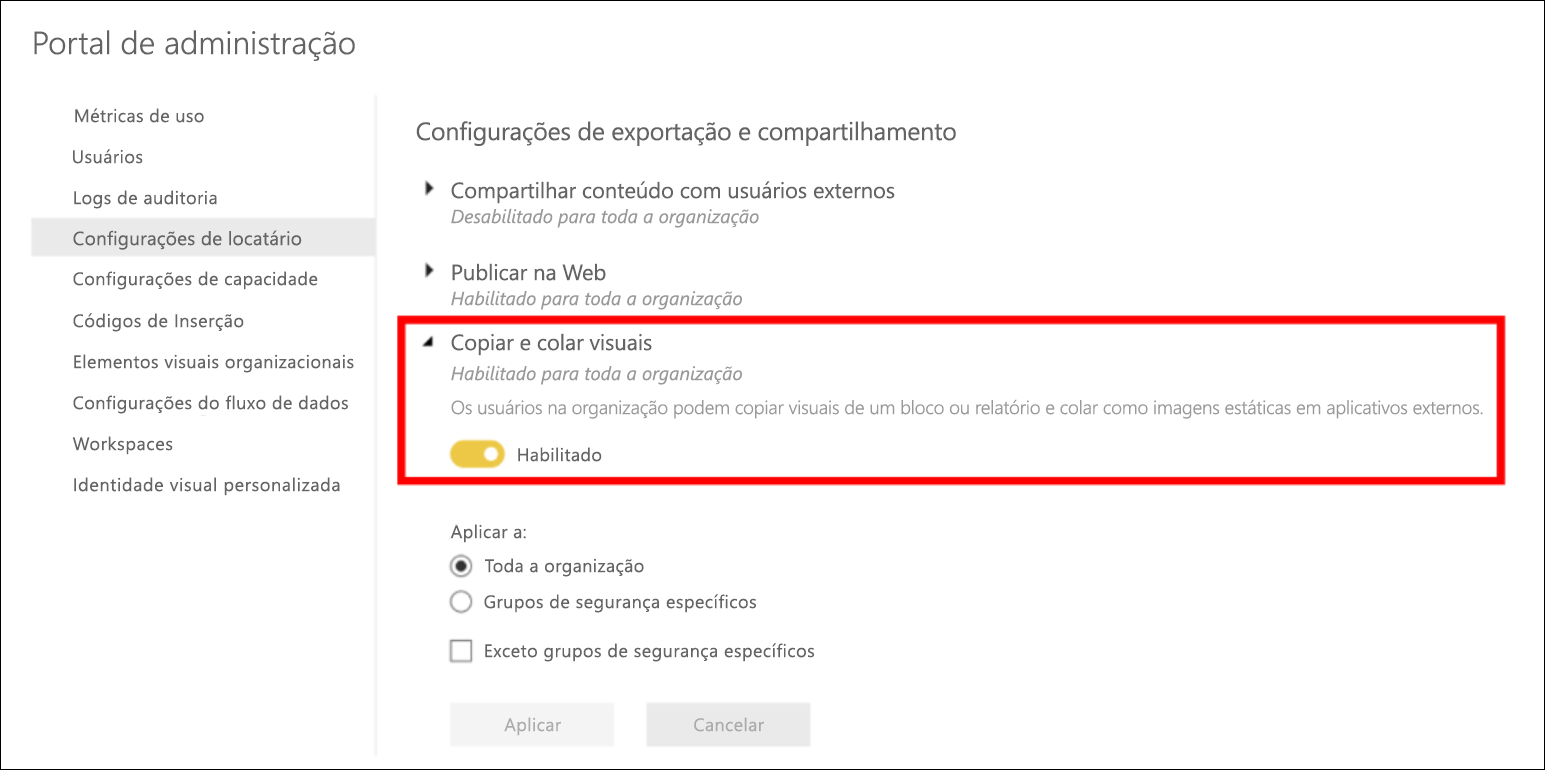 Portal de administração
Métricas de uso
Usuários
Logs de auditoria
Configurações de locatário
Configurações de capacidade
Códigos de Inserção
Elementos visuais organizacionais
Configurações do fluxo de dados
Workspaces
Identidade visual personalizada
Configurações de exportação e compartilhamento
Compartilhar conteúdo com usuários externos
Desabilitado para toda a organização
Publicar na Web
Habilitado para toda a organização
Copiar e colar visuais
Habilitado para toda a organização
Os usuários na organização podem copiar visuais de um bloco ou relatório e colar como imagens estáticas em aplicativos externos.
Habilitado
Aplicar a:
Toda a organização
Grupos de segurança específicos
Exceto grupos de segurança específicos
Aplicar
Cancelar